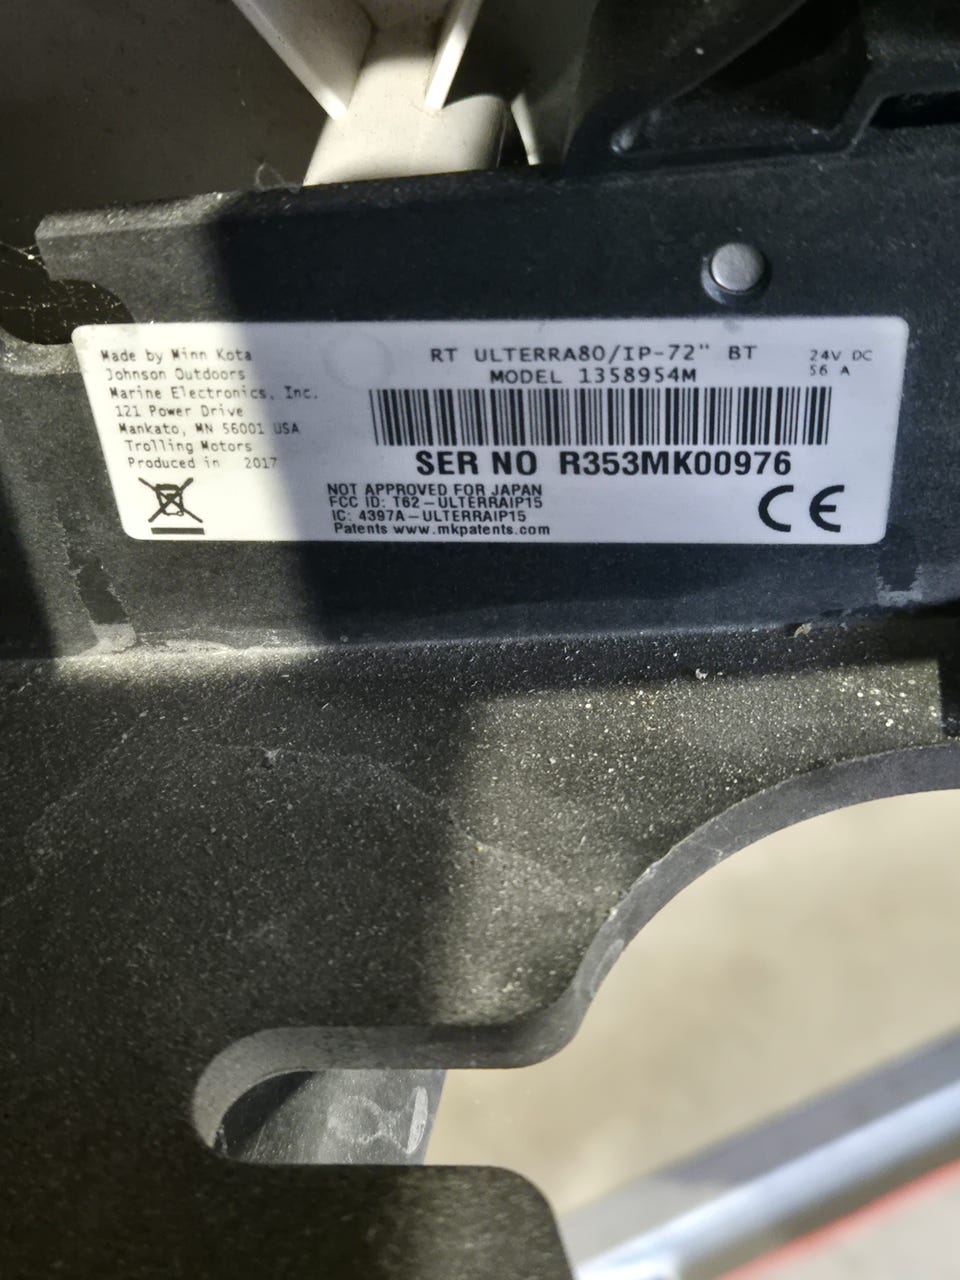 Made by Minn Kota
Johnson Outdoors
Marine Electronics, Inc.
121 Power Drive
Mankato, MN 56001 USA
Trolling Motors
Produced in 2017
RT ULTERRA80/IP-72" BT
MODEL 1358954M
24V DC
56 A
SER NO R353MK00976
NOT APPROVED FOR JAPAN
FCC ID: T62-ULTERRAIP15
IC: 4397A-ULTERRAIP15
Patents www.mkpatents.com
CE